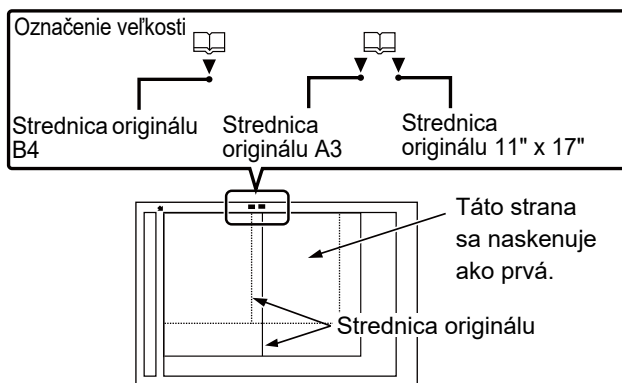 Označenie veľkosti
Strednica originálu
B4
Strednica
originálu A3
Strednica
originálu 11" x 17"
Táto strana
sa naskenuje
ako prvá.
Strednica originálu